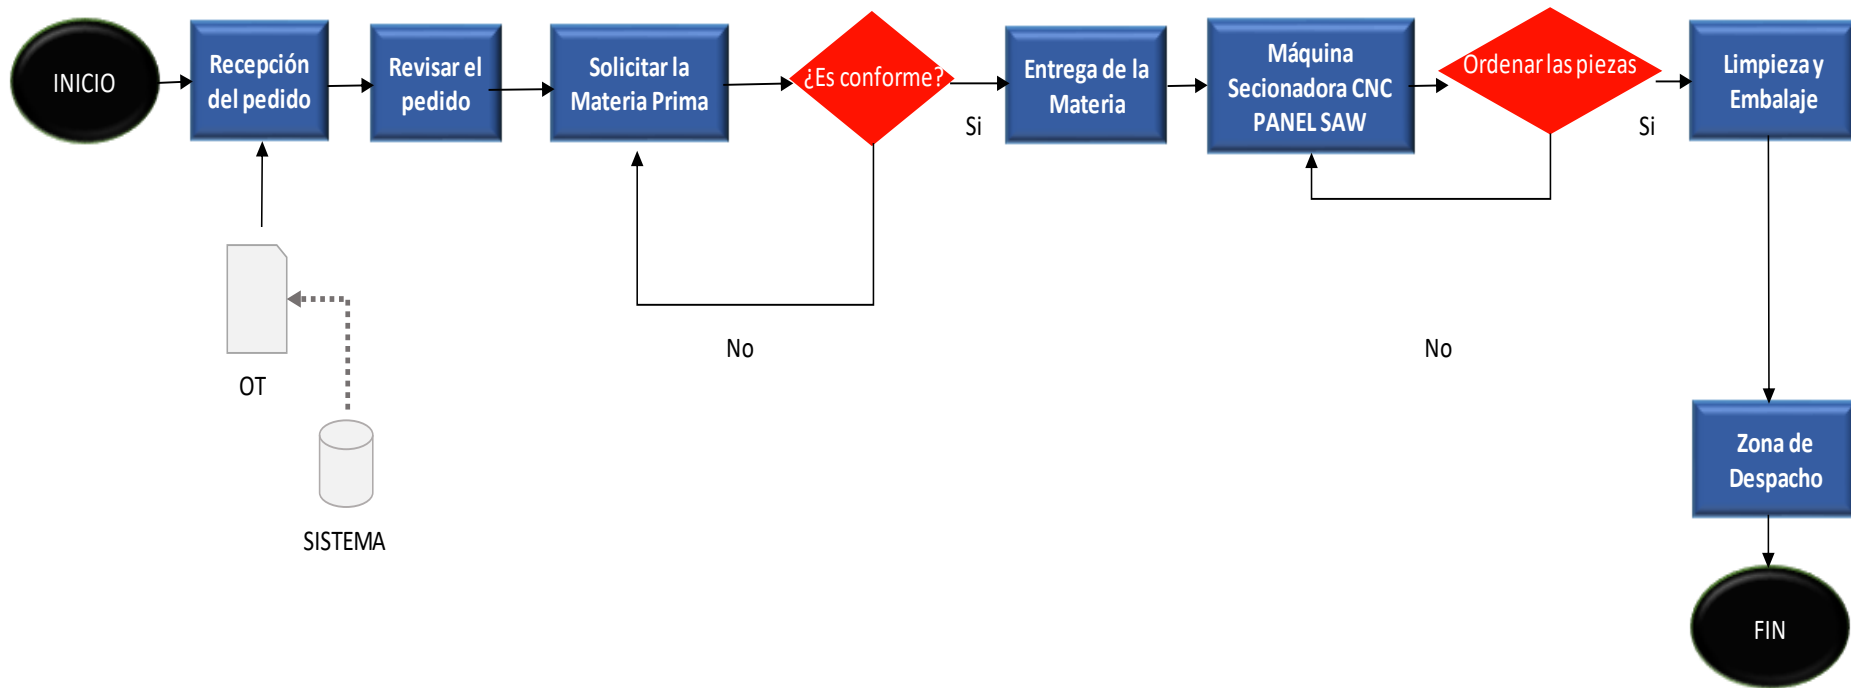 INICIO
Recepción
del pedido
Revisar el
pedido
Solicitar la
Materia Prima
¿Es conforme?
Si
Entrega de la
Materia
Máquina
Secionadora CNC
PANEL SAW
Ordenar las piezas
Si
Limpieza y
Embalaje
No
No
OT
SISTEMA
Zona de
Despacho
FIN